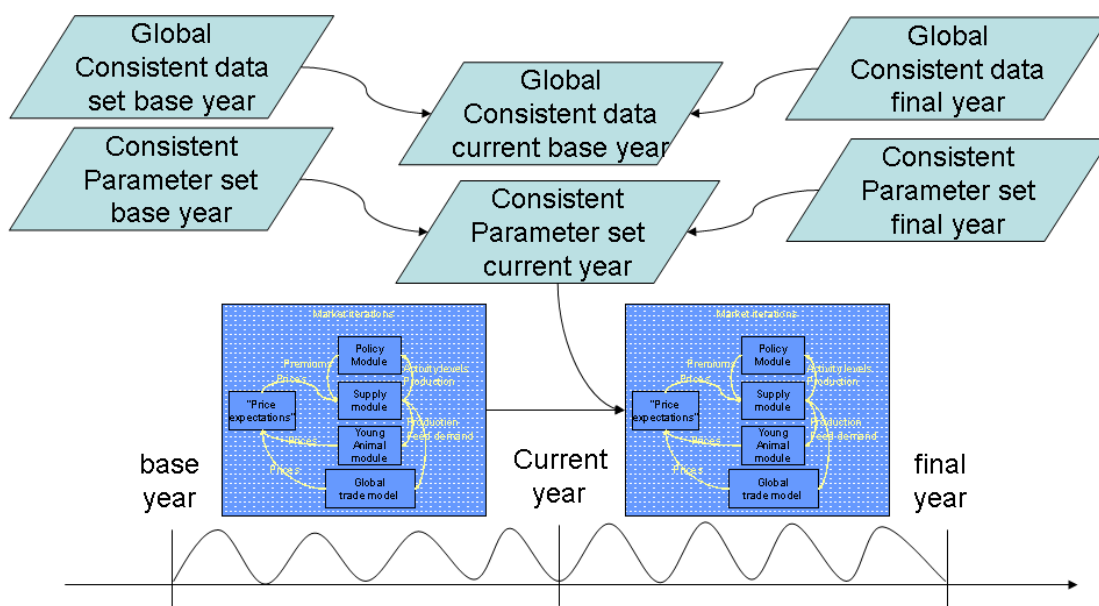 Global
Consistent data
set base year
Global
Consistent data
current base year
Global
Consistent data
final year
Consistent
Parameter set
base year
Consistent
Parameter set
current year
Consistent
Parameter set
final year
Market iterations
Policy
Module
Premiums
Activity levels
Production
Prices
Supply
module
"Price
expectations"
Production
Feed demand
Prices
Young
Animal
module
Prices
Global
trade model
Market iterations
Policy
Module
Premiums
Activity levels
Production
Prices
Supply
module
"Price
expectations"
Production
Feed demand
Prices
Young
Animal
module
Prices
Global
trade model
base
year
Current
year
final
year